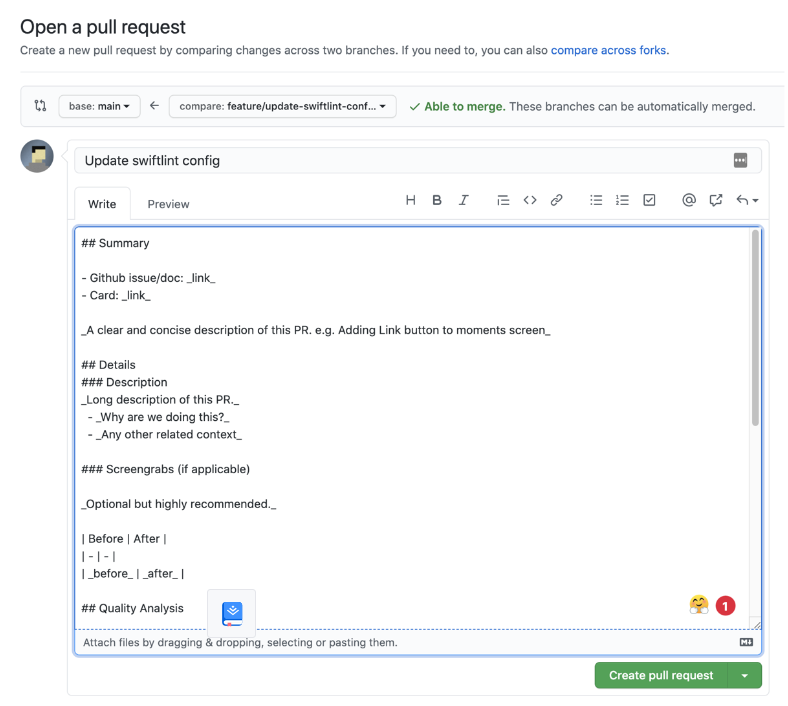 Open a pull request
Create a new pull request by comparing changes across two branches. If you need to, you can also compare across forks.
base: main
compare: feature/update-swiftlint-conf...
Able to merge. These branches can be automatically merged.
Update swiftlint config
Write
Preview
## Summary
- Github issue/doc: _link_
- Card: _link_
_A clear and concise description of this PR. e.g. Adding Link button to moments screen_
## Details
### Description
_Long description of this PR._
- _Why are we doing this?_
- _Any other related context_
### Screengrabs (if applicable)
_Optional but highly recommended._
| Before | After |
| - | - |
| _before_ | _after_ |
## Quality Analysis
1
Attach files by dragging & dropping, selecting or pasting them.
Create pull request